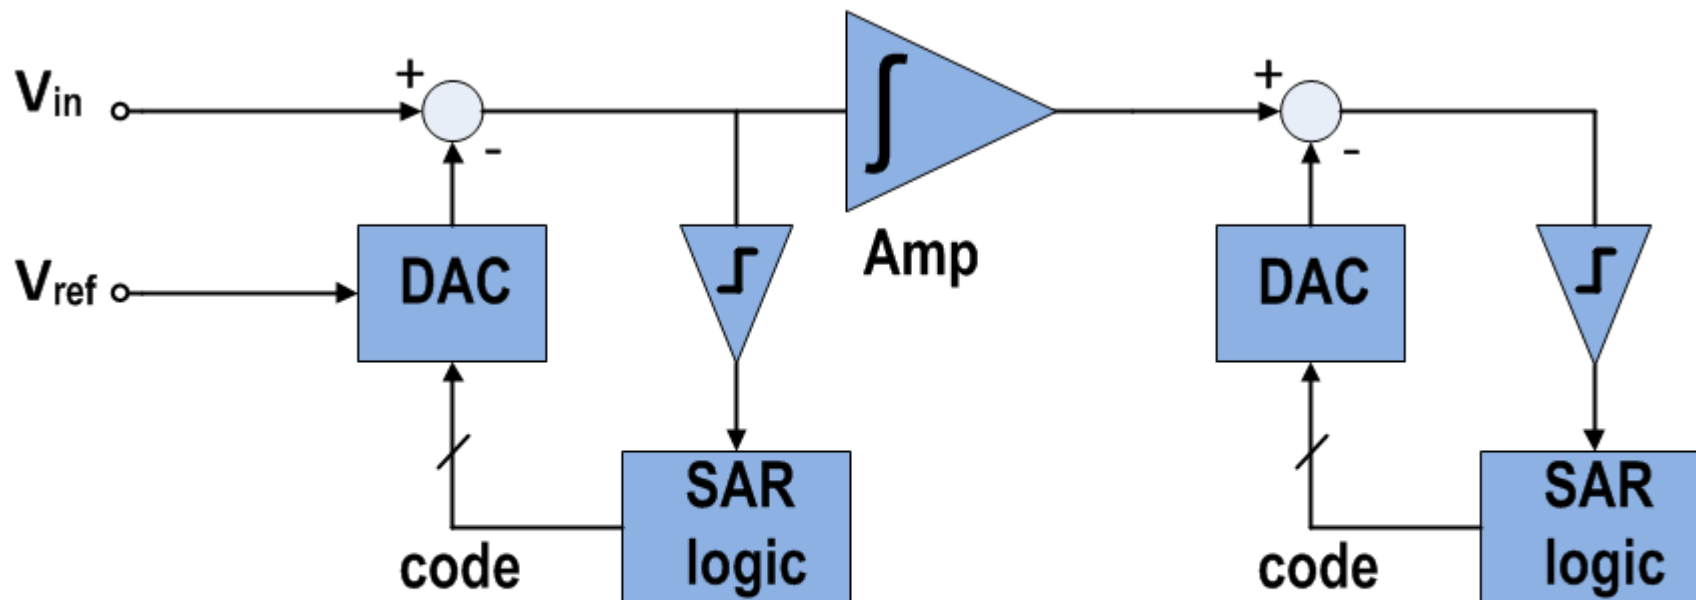 +
+
Vin
-
-
Amp
Vref
DAC
DAC
SAR
logic
SAR
logic
code
code